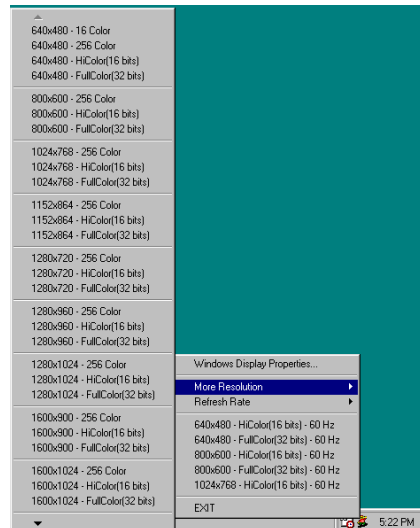 640x480 - 16 Color
640x480 - 256 Color
640x480 - HiColor(16 bits)
640x480 - FullColor(32 bits)
800x600 - 256 Color
800x600 - HiColor(16 bits)
800x600 - FullColor(32 bits)
1024x768 - 256 Color
1024x768 - HiColor(16 bits)
1024x768 - FullColor(32 bits)
1152x864 - 256 Color
1152x864 - HiColor(16 bits)
1152x864 - FullColor(32 bits)
1280x720 - 256 Color
1280x720 - HiColor(16 bits)
1280x720 - FullColor(32 bits)
1280x960 - 256 Color
1280x960 - HiColor(16 bits)
1280x960 - FullColor(32 bits)
1280x1024 - 256 Color
1280x1024 - HiColor(16 bits)
1280x1024 - FullColor(32 bits)
1600x900 - 256 Color
1600x900 - HiColor(16 bits)
1600x900 - FullColor(32 bits)
1600x1024 - 256 Color
1600x1024 - HiColor(16 bits)
1600x1024 - FullColor(32 bits)
Windows Display Properties...
More Resolution
Refresh Rate
640x480 - HiColor(16 bits) - 60 Hz
640x480 - FullColor(32 bits) - 60 Hz
800x600 - HiColor(16 bits) - 60 Hz
800x600 - FullColor(32 bits) - 60 Hz
1024x768 - HiColor(16 bits) - 60 Hz
EXIT
5:22 PM